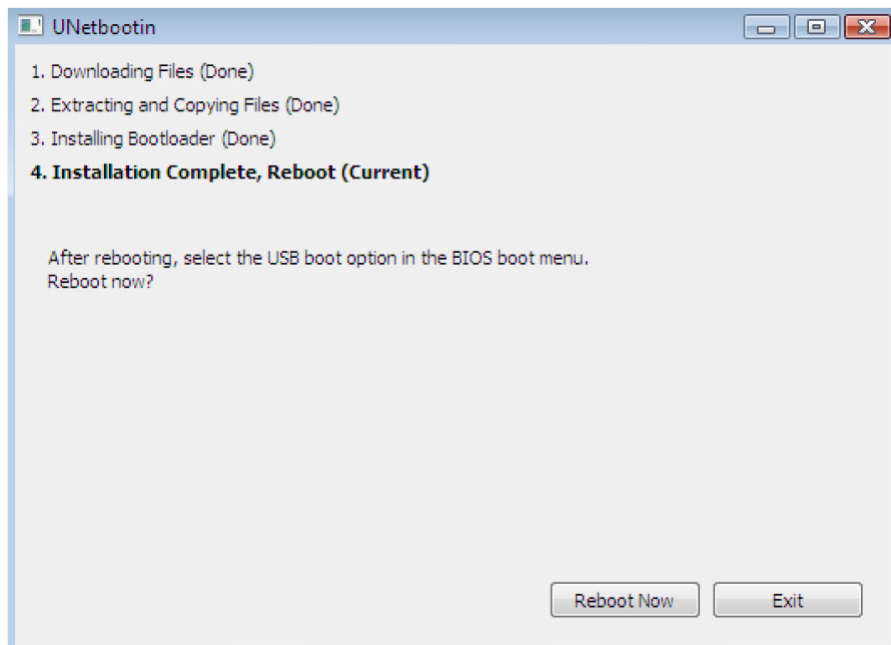 UNetbootin
1. Downloading Files (Done)
2. Extracting and Copying Files (Done)
3. Installing Bootloader (Done)
4. Installation Complete, Reboot (Current)
After rebooting, select the USB boot option in the BIOS boot menu.
Reboot now?
Reboot Now
Exit